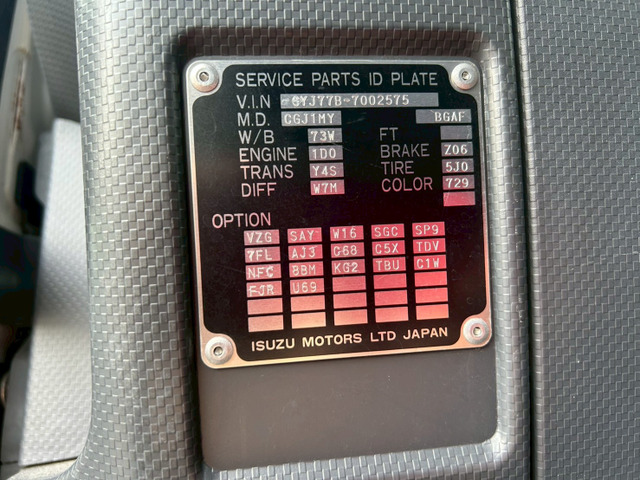 SERVICE PARTS ID PLATE
V.I.N -GYJ77B-7002575
M.D. CGJ1MY BGAF
W/B 73W FT
ENGINE 1D0 BRAKE Z06
TRANS Y4S TIRE 5J0
DIFF W7M COLOR 729
OPTION
VZG SAY W16 SGC SP9
7FL AJ3 C68 C5X TDV
NFC BBM KG2 TBU C1W
FJR U69
ISUZU MOTORS LTD JAPAN